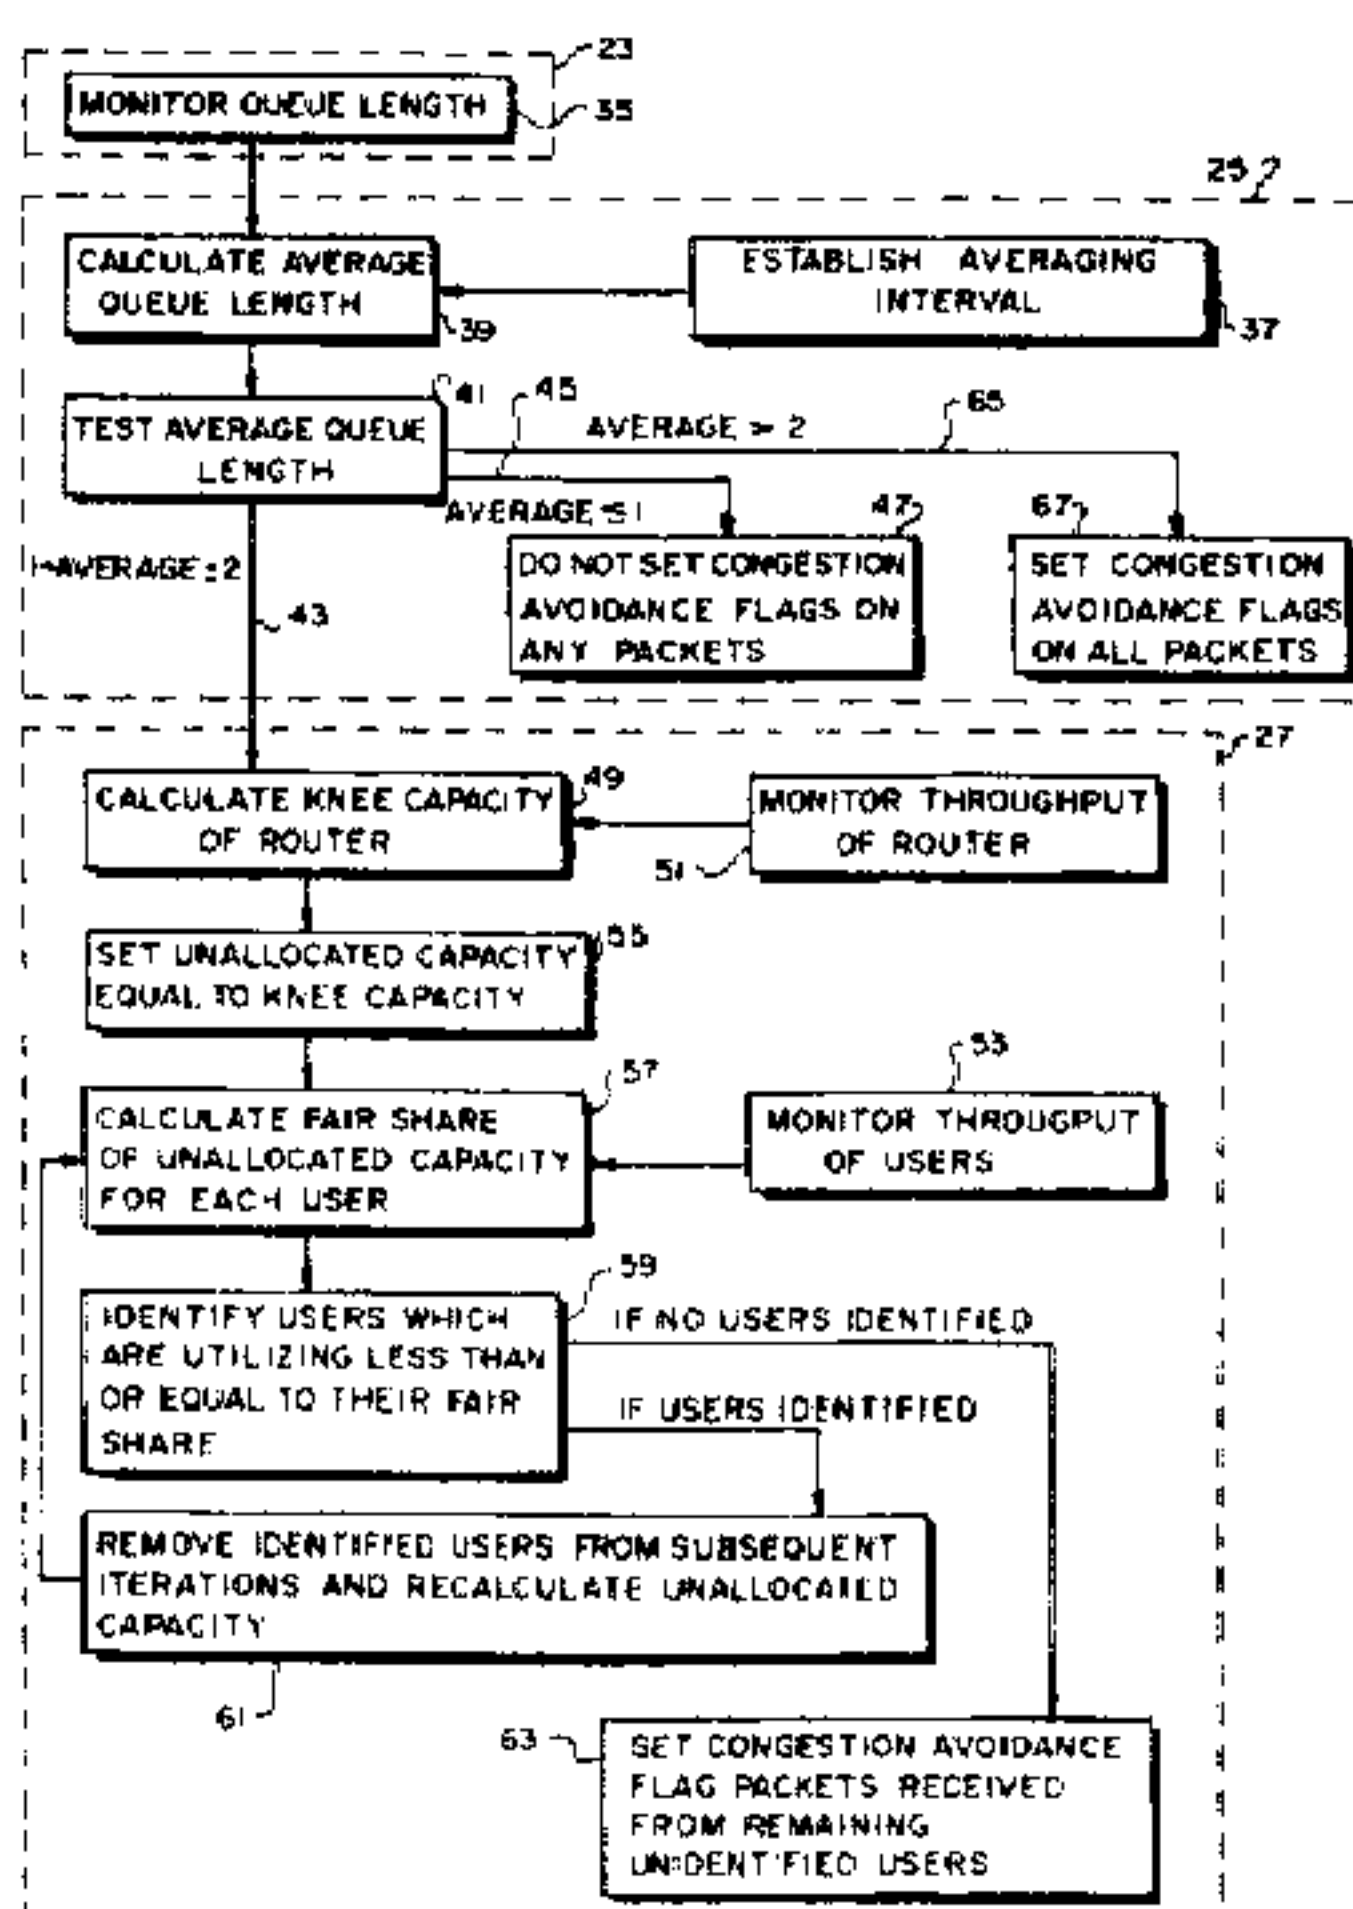 23
MONITOR QUEUE LENGTH
35
25
CALCULATE AVERAGE
QUEUE LENGTH
39
ESTABLISH AVERAGING
INTERVAL
37
41
TEST AVERAGE QUEUE
LENGTH
45
AVERAGE > 2
65
AVERAGE ≤ 1
47
67
DO NOT SET CONGESTION
AVOIDANCE FLAGS ON
ANY PACKETS
SET CONGESTION
AVOIDANCE FLAGS
ON ALL PACKETS
AVERAGE
2
43
27
CALCULATE KNEE CAPACITY
OF ROUTER
49
MONITOR THROUGHPUT
OF ROUTER
51
SET UNALLOCATED CAPACITY
EQUAL TO KNEE CAPACITY
55
53
57
CALCULATE FAIR SHARE
OF UNALLOCATED CAPACITY
FOR EACH USER
MONITOR THROUGPUT
OF USERS
59
IDENTIFY USERS WHICH
ARE UTILIZING LESS THAN
OR EQUAL TO THEIR FAIR
SHARE
IF NO USERS IDENTIFIED
IF USERS IDENTIFIED
REMOVE IDENTIFIED USERS FROM SUBSEQUENT
ITERATIONS AND RECALCULATE UNALLOCATED
CAPACITY
61
63
SET CONGESTION AVOIDANCE
FLAG PACKETS RECEIVED
FROM REMAINING
UNIDENTIFIED USERS